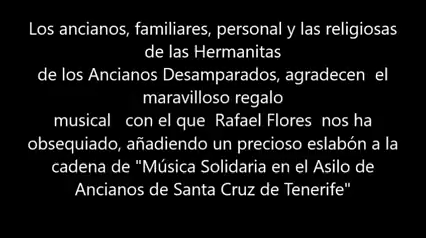 Los ancianos, familiares, personal y las religiosas
de las Hermanitas
de los Ancianos Desamparados, agradecen el
maravilloso regalo
musical con el que Rafael Flores nos ha
obsequiado, añadiendo un precioso eslabón a la
cadena de "Música Solidaria en el Asilo de
Ancianos de Santa Cruz de Tenerife"